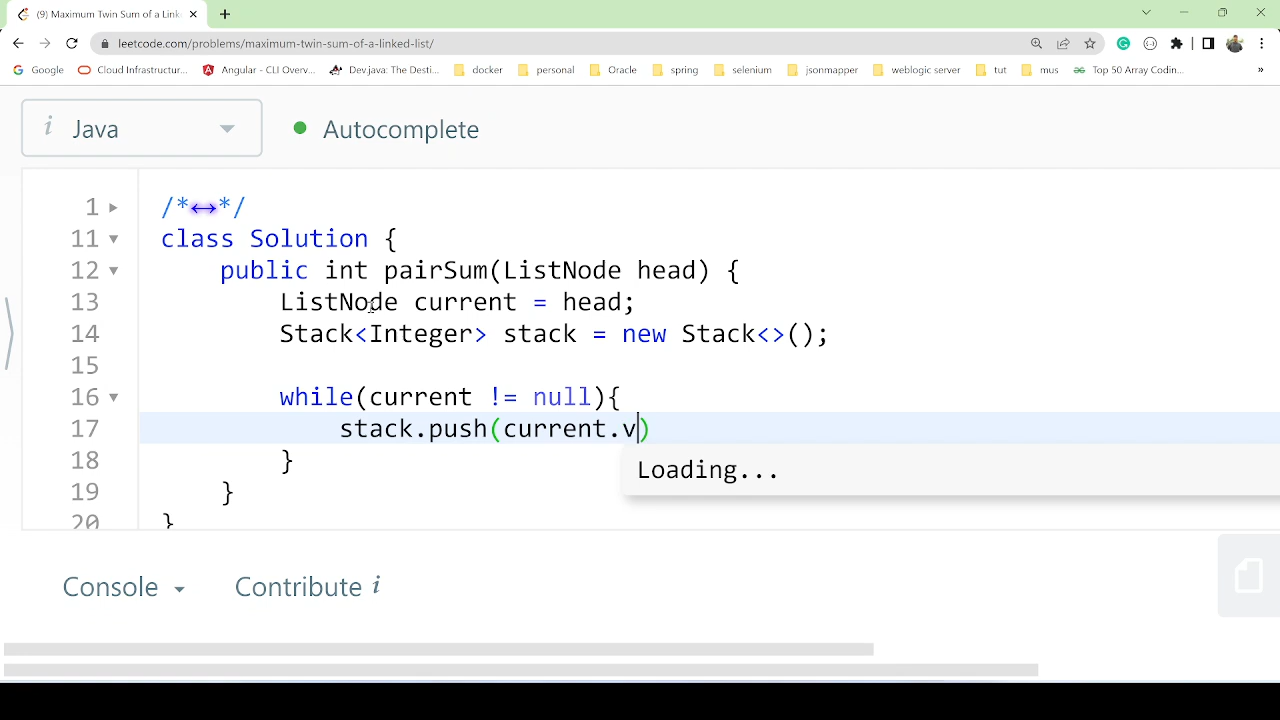 (9) Maximum Twin Sum of a Link
leetcode.com/problems/maximum-twin-sum-of-a-linked-list/
Google Cloud Infrastructur... Angular - CLI Overv... Dev.java: The Desti... docker personal Oracle spring selenium jsonmapper weblogic server tut mus Top 50 Array Codin... »
i Java Autocomplete
1 /*↔*/
11 class Solution {
12 public int pairSum(ListNode head) {
13 ListNode current = head;
14 Stack<Integer> stack = new Stack<>();
15
16 while(current != null){
17 stack.push(current.v)
Loading...
18 }
19 }
20 }
Console Contribute i